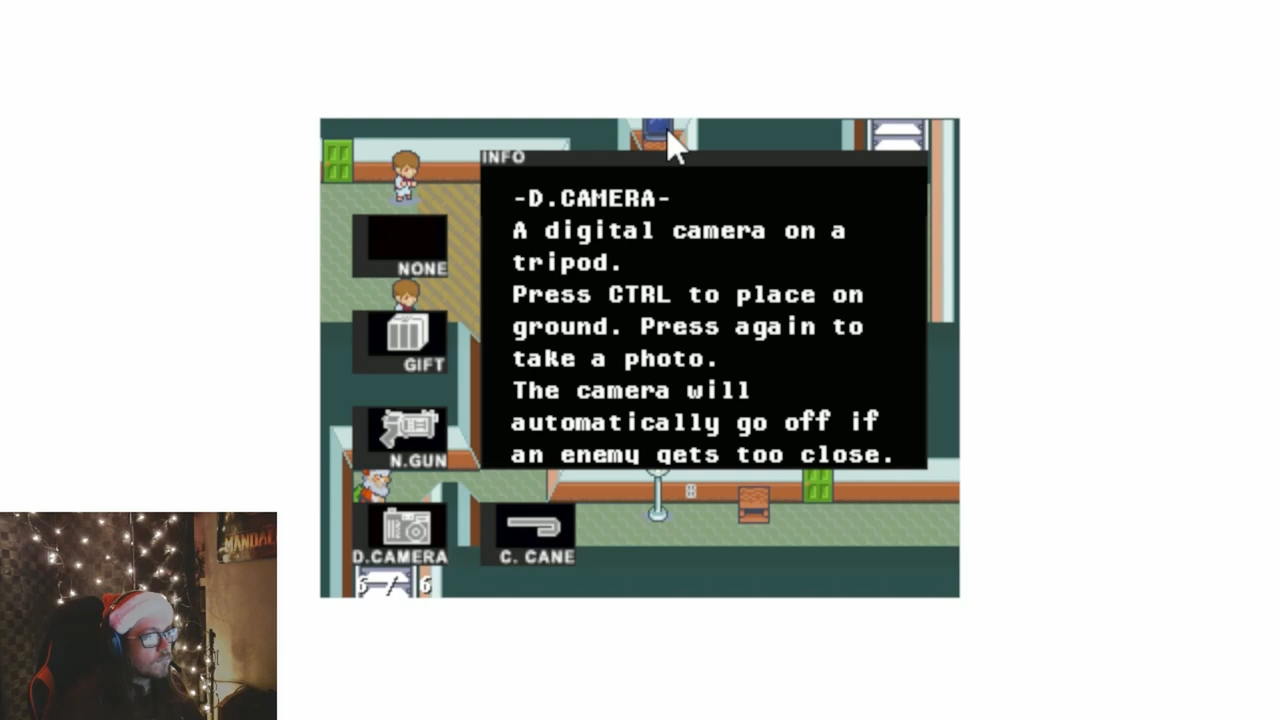 INFO
-D.CAMERA-
A digital camera on a
tripod.
Press CTRL to place on
ground. Press again to
take a photo.
The camera will
automatically go off if
an enemy gets too close.
NONE
GIFT
N.GUN
8
D.CAMERA
C. CANE
6 / 6